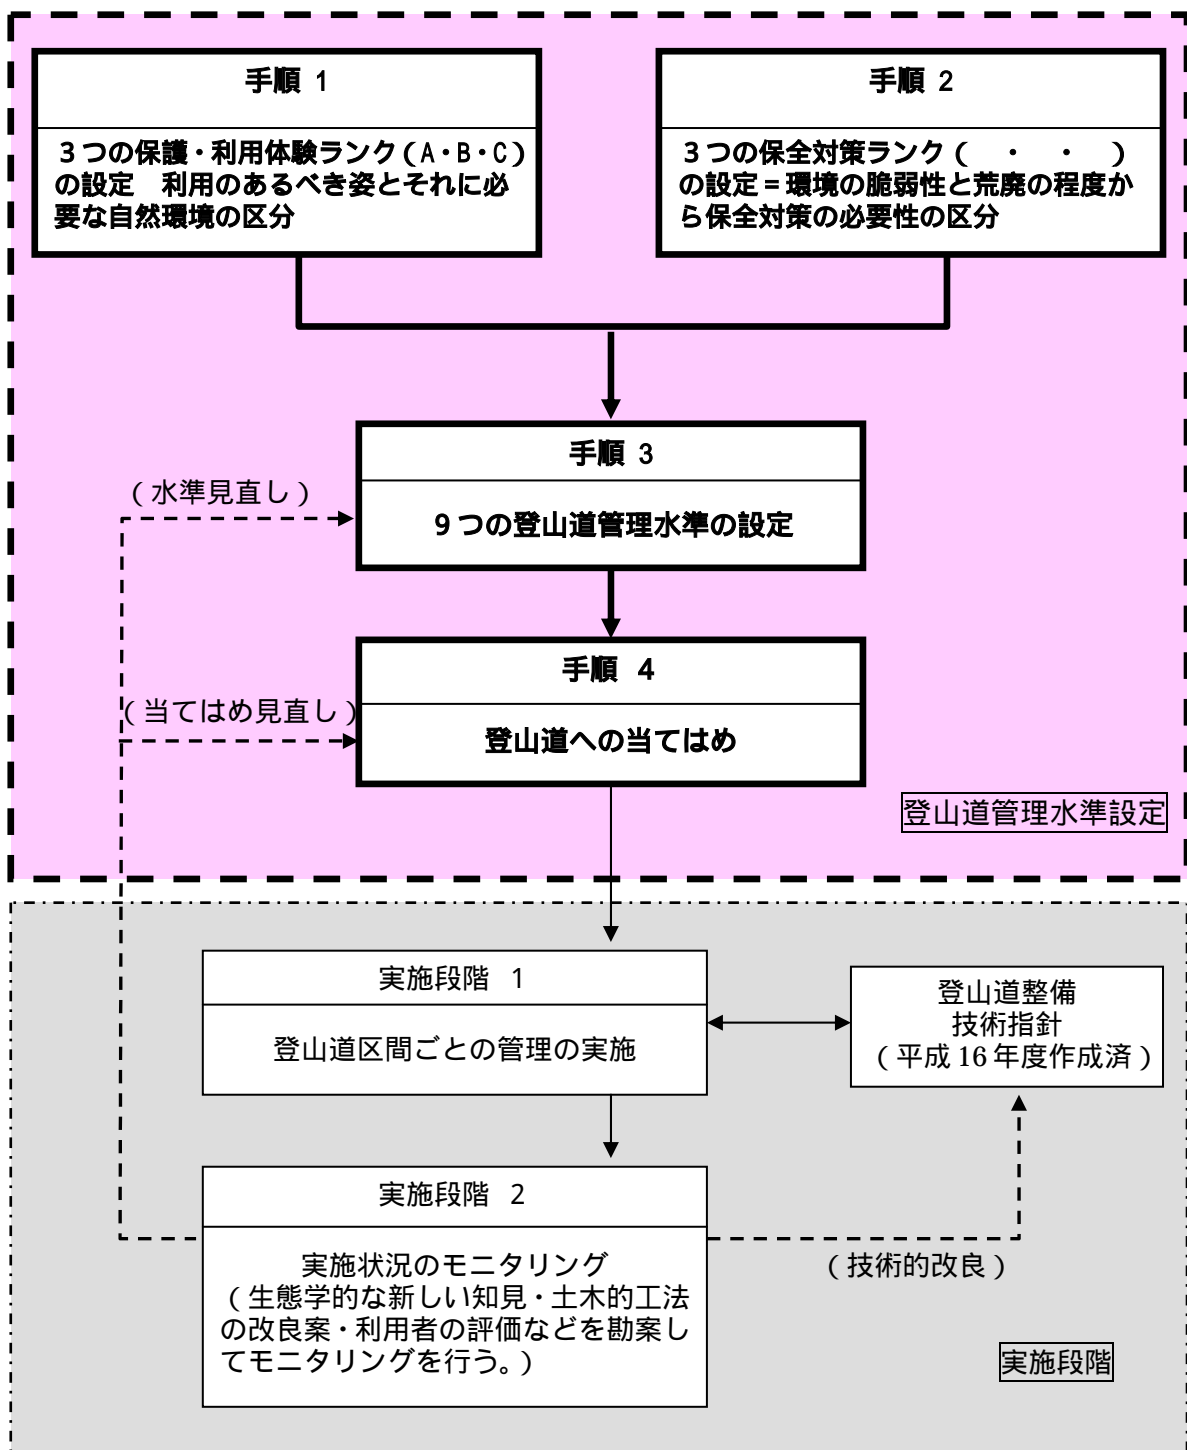 手順 1
３つの保護・利用体験ランク（A・B・C）
の設定　利用のあるべき姿とそれに必
要な自然環境の区分
手順 2
３つの保全対策ランク（　・　・　）
の設定＝環境の脆弱性と荒廃の程度か
ら保全対策の必要性の区分
手順 3
９つの登山道管理水準の設定
（水準見直し）
手順 4
登山道への当てはめ
（当てはめ見直し）
登山道管理水準設定
実施段階 1
登山道区間ごとの管理の実施
登山道整備
技術指針
（平成 16 年度作成済）
実施段階 2
実施状況のモニタリング
（生態学的な新しい知見・土木的工法
の改良案・利用者の評価などを勘案し
てモニタリングを行う。）
（技術的改良）
実施段階